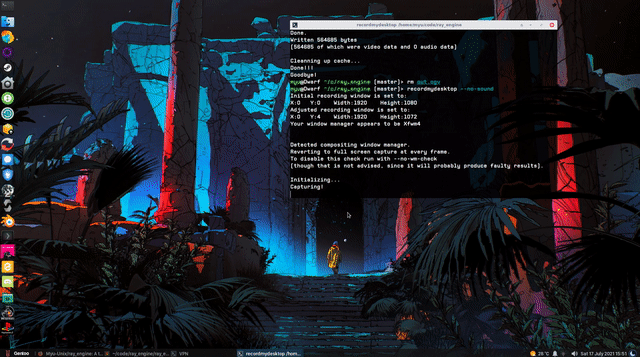 recordmydesktop /home/myu/code/ray_engine
Done.
Written 564685 bytes
[564685 of which were video data and 0 audio data]
Cleanning up cache...
Done!!!
Goodbye!
myu@Dwarf ~/c/ray_engine [master]> rm out.ogv
myu@Dwarf ~/c/ray_engine [master]> recordmydesktop --no-sound
Initial recording window is set to:
X:0 Y:0 Width:1920 Height:1080
Adjusted recording window is set to:
X:0 Y:4 Width:1920 Height:1072
Your window manager appears to be Xfwm4
Detected compositing window manager.
Reverting to full screen capture at every frame.
To disable this check run with --no-wm-check
[though that is not advised, since it will probably produce faulty results].
Initializing...
Capturing!
Gentoo
Myu-Unix/ray_engine: A t...
~/code/ray_engine/ray_e...
VPN
recordmydesktop /hom...
26°C
Sat 17 July 2021 15:51